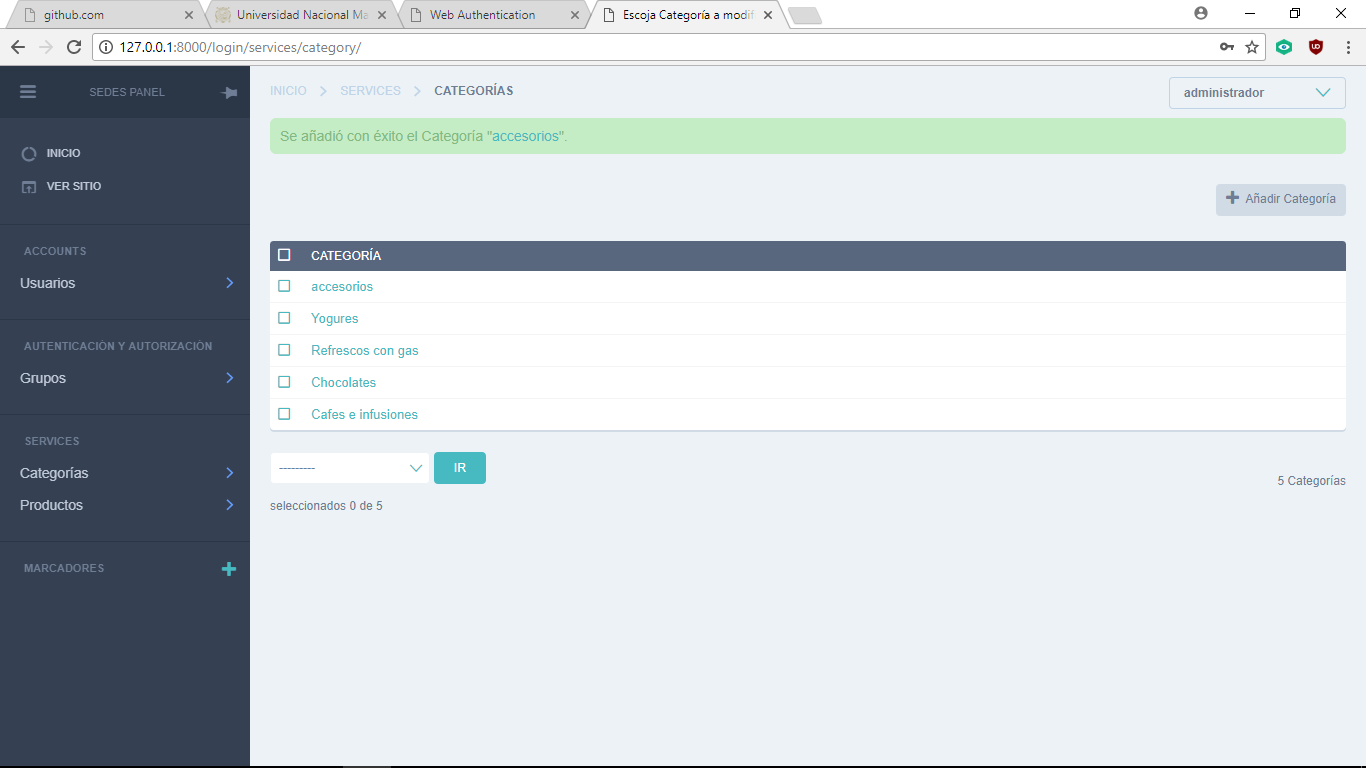 github.com
Universidad Nacional Ma
Web Authentication
Escoja Categoría a modif
127.0.0.1:8000/login/services/category/
SEDES PANEL
INICIO
VER SITIO
ACCOUNTS
Usuarios
AUTENTICACIÓN Y AUTORIZACIÓN
Grupos
SERVICES
Categorías
Productos
MARCADORES
INICIO > SERVICES > CATEGORÍAS
administrador
Se añadió con éxito el Categoría "accesorios".
Añadir Categoría
CATEGORÍA
accesorios
Yogures
Refrescos con gas
Chocolates
Cafes e infusiones
---------
IR
5 Categorías
seleccionados 0 de 5